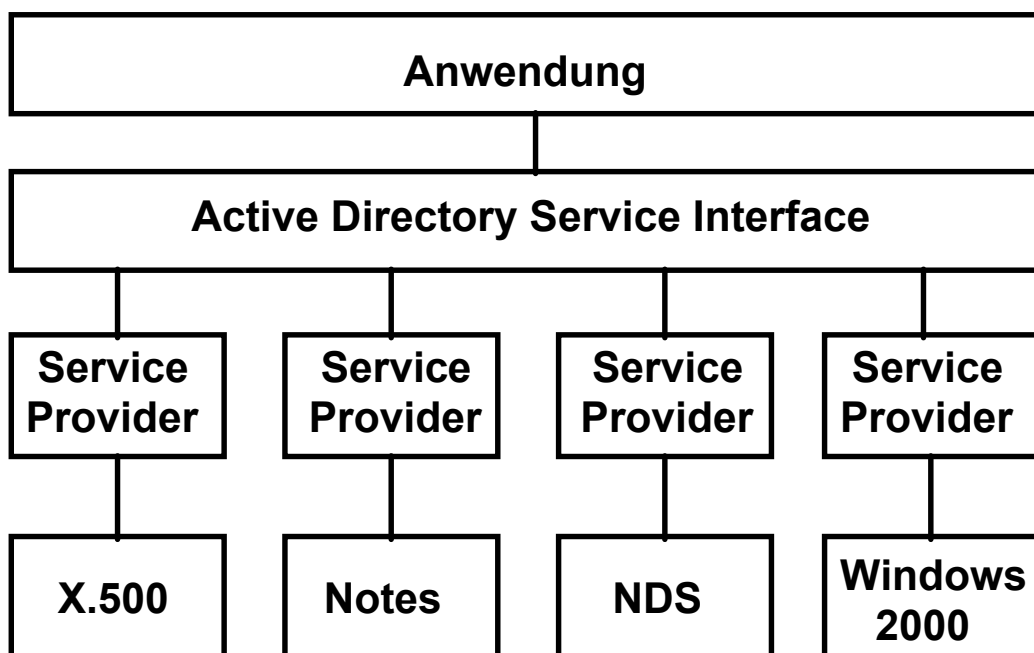 Anwendung
Active Directory Service Interface
Service
Provider
Service
Provider
Service
Provider
Service
Provider
X.500
Notes
NDS
Windows
2000